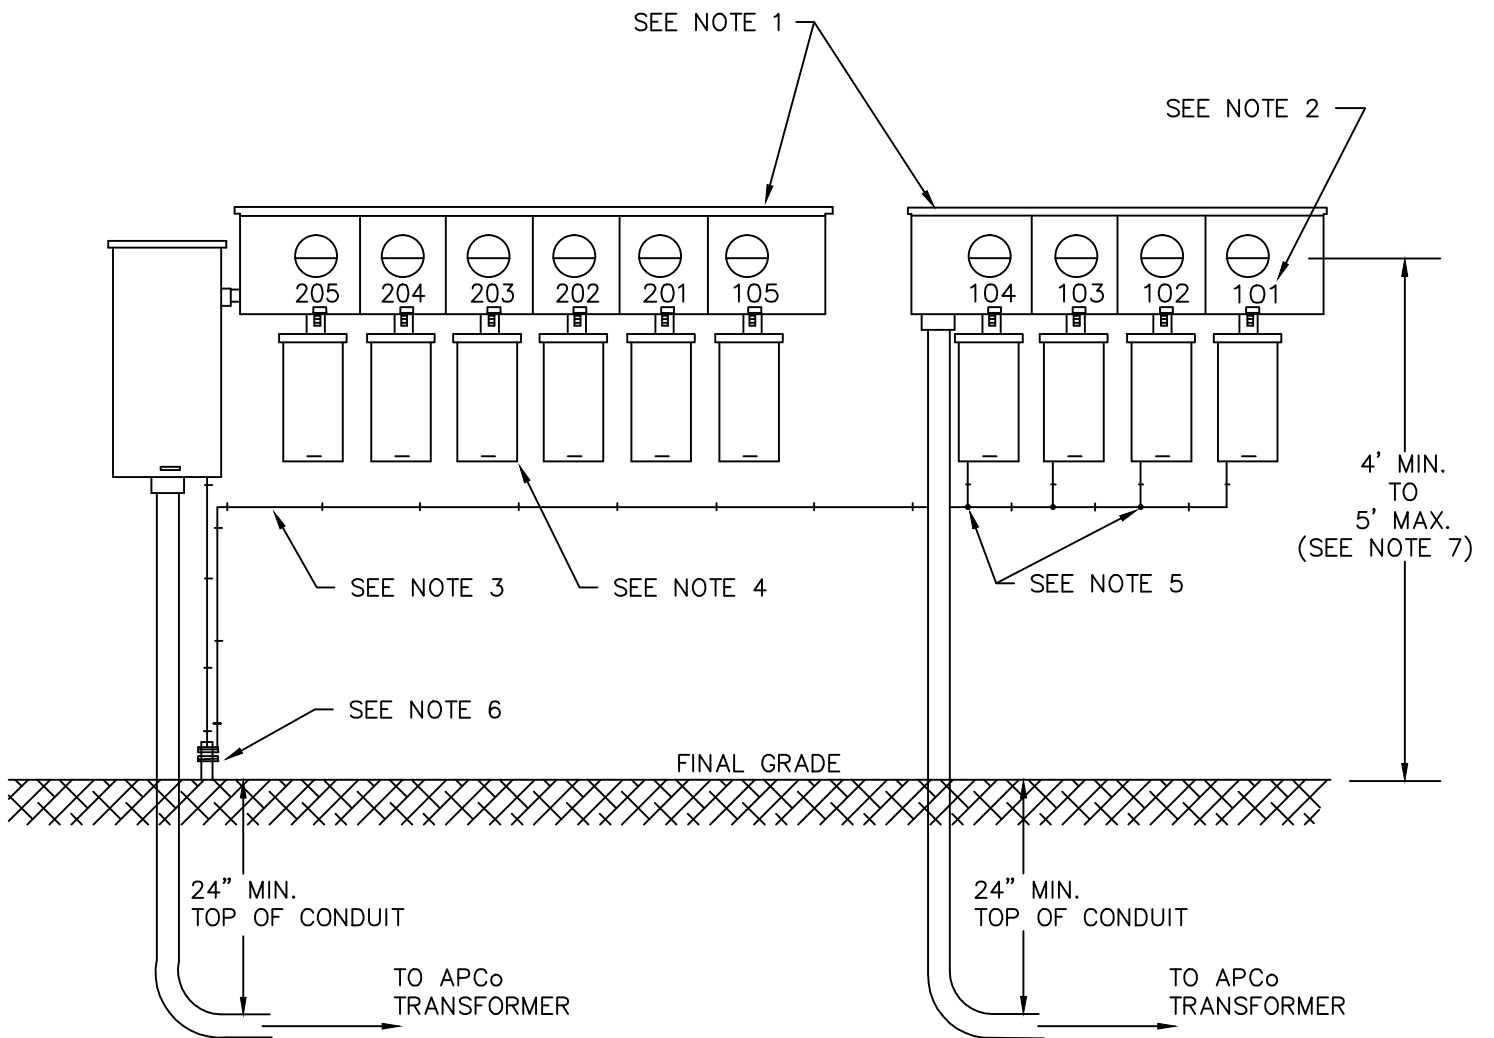 SEE NOTE 1
SEE NOTE 2
205 204 203 202 201 105
104 103 102 101
4' MIN.
TO
5' MAX.
(SEE NOTE 7)
SEE NOTE 3
SEE NOTE 4
SEE NOTE 5
SEE NOTE 6
FINAL GRADE
24" MIN.
TOP OF CONDUIT
24" MIN.
TOP OF CONDUIT
TO APCo
TRANSFORMER
TO APCo
TRANSFORMER